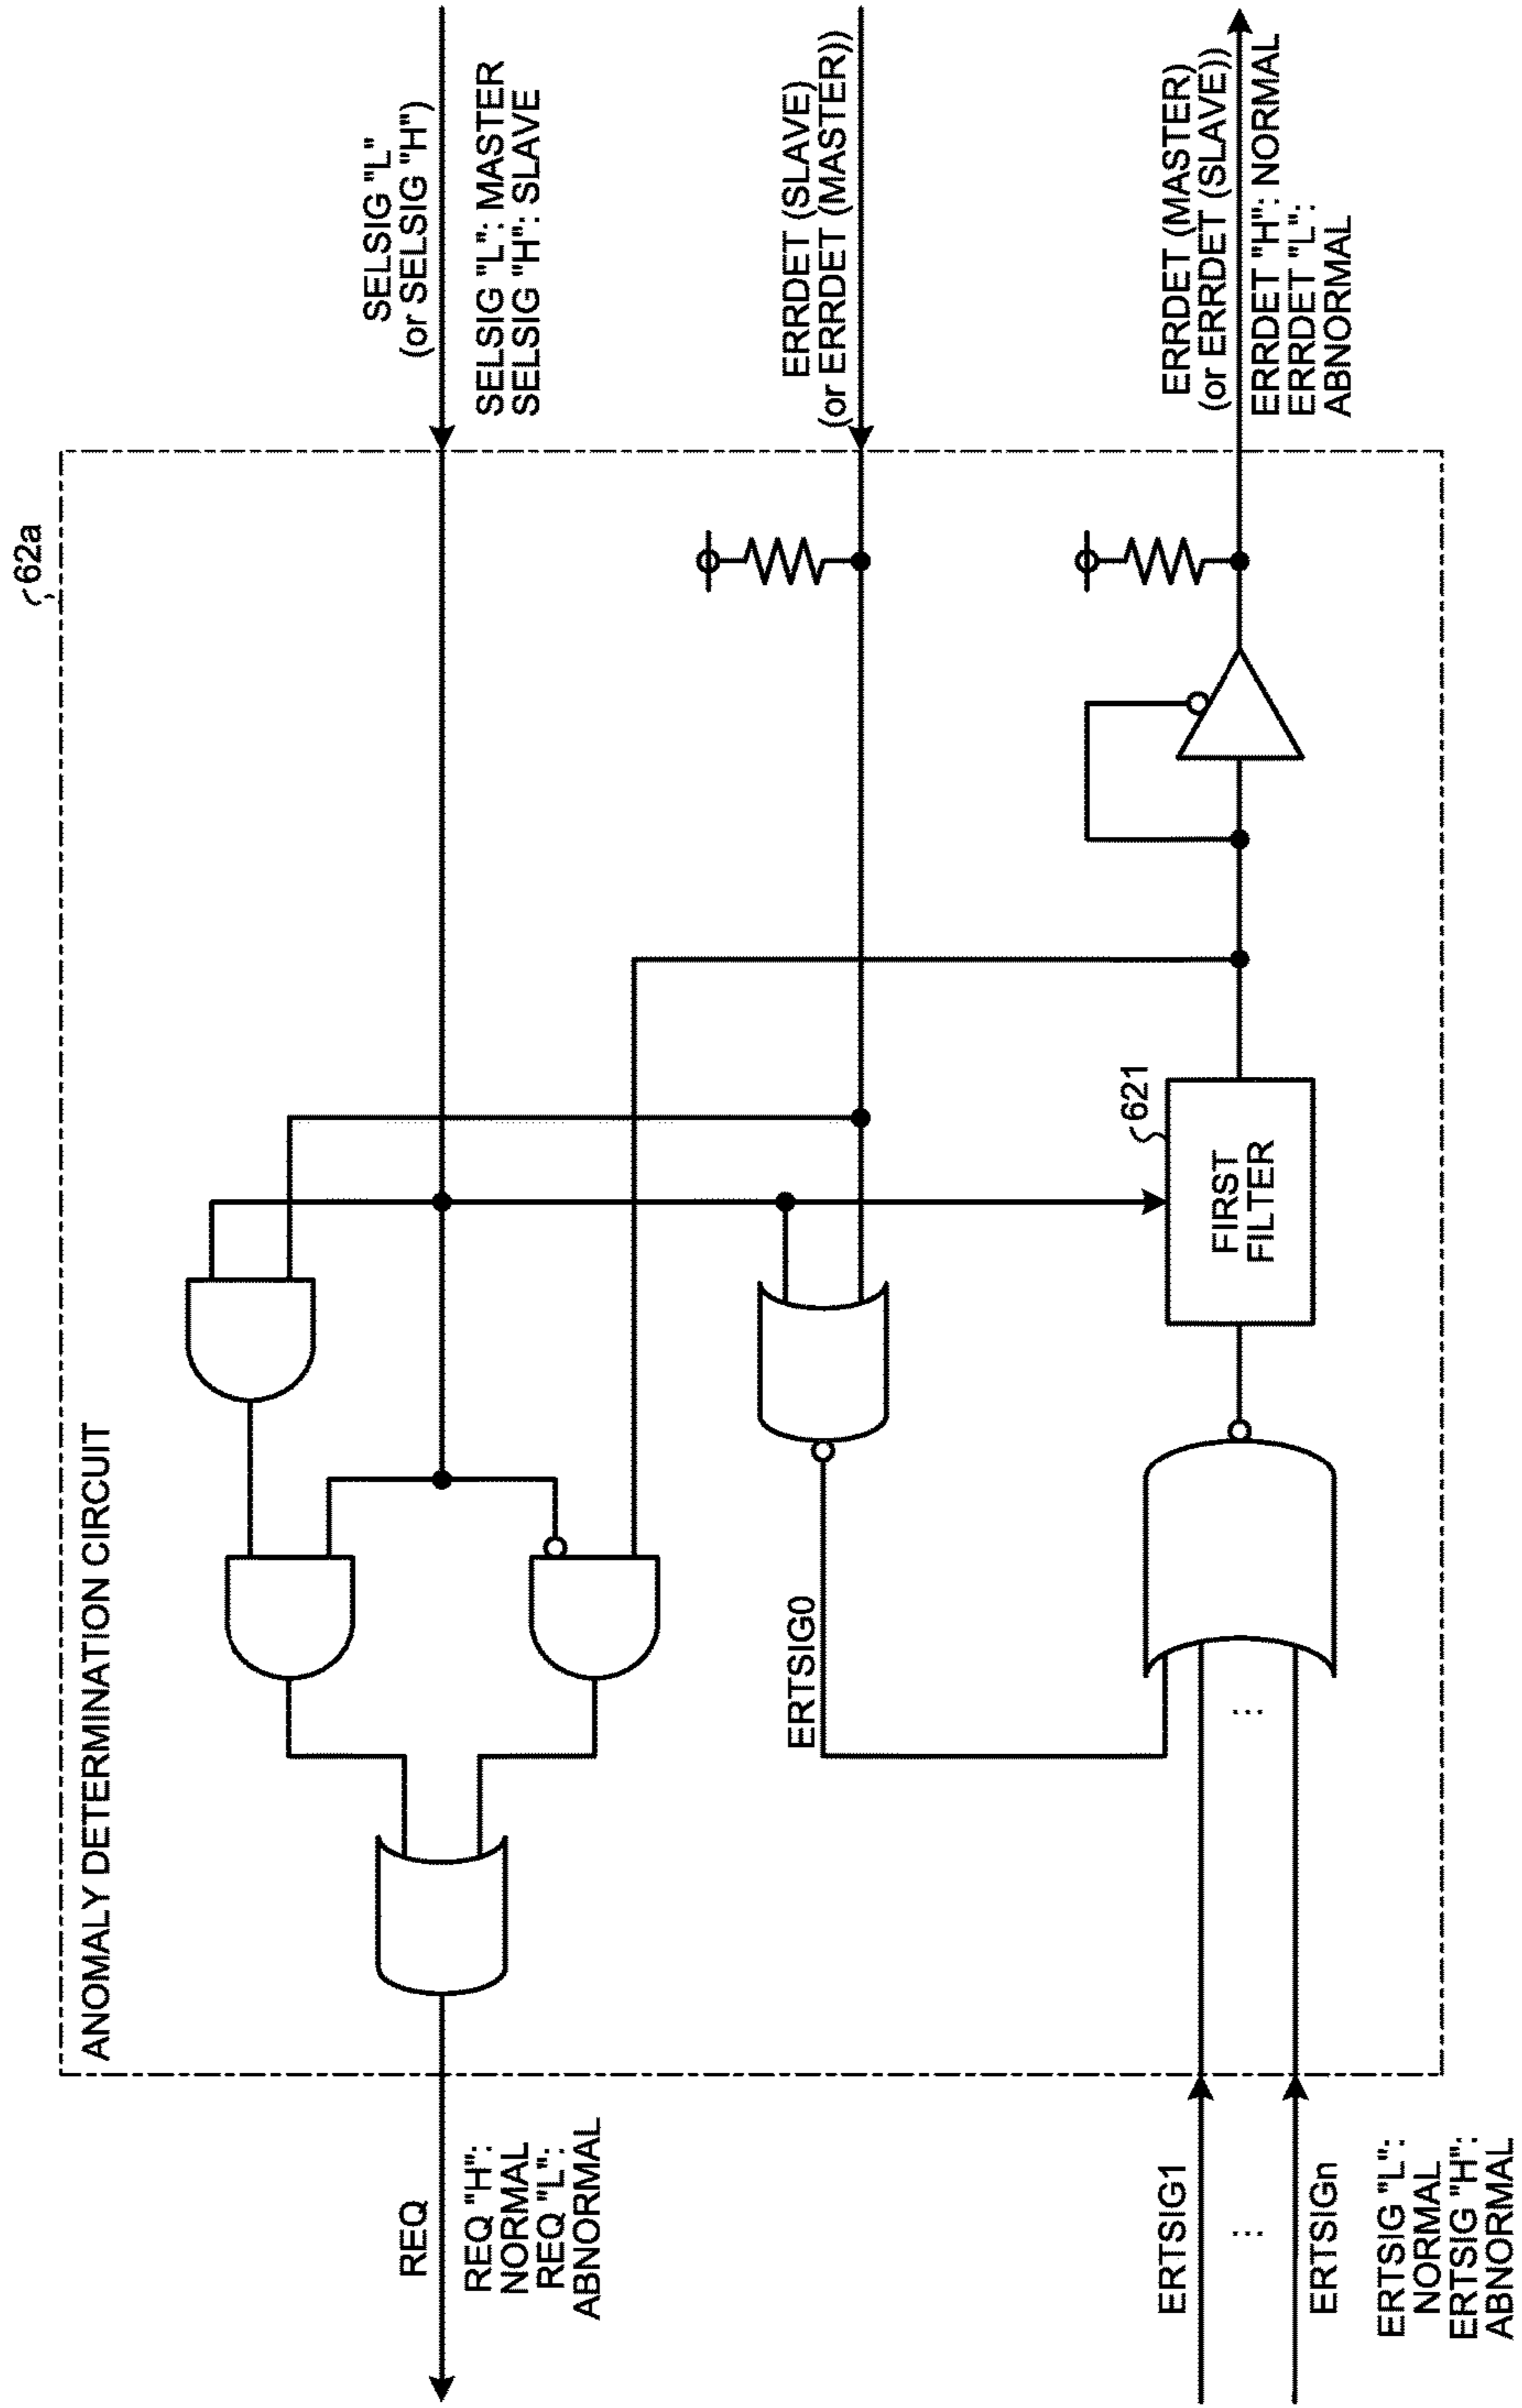 62a
ANOMALY DETERMINATION CIRCUIT
REQ
REQ "H":
NORMAL
REQ "L":
ABNORMAL
SELSIG "L"
(or SELSIG "H")
SELSIG "L": MASTER
SELSIG "H": SLAVE
ERRDET (SLAVE)
(or ERRDET (MASTER))
ERTSIG0
621
FIRST
FILTER
ERTSIG1
...
...
ERTSIGn
ERTSIG "L":
NORMAL
ERTSIG "H":
ABNORMAL
ERRDET (MASTER)
(or ERRDET (SLAVE))
ERRDET "H": NORMAL
ERRDET "L":
ABNORMAL